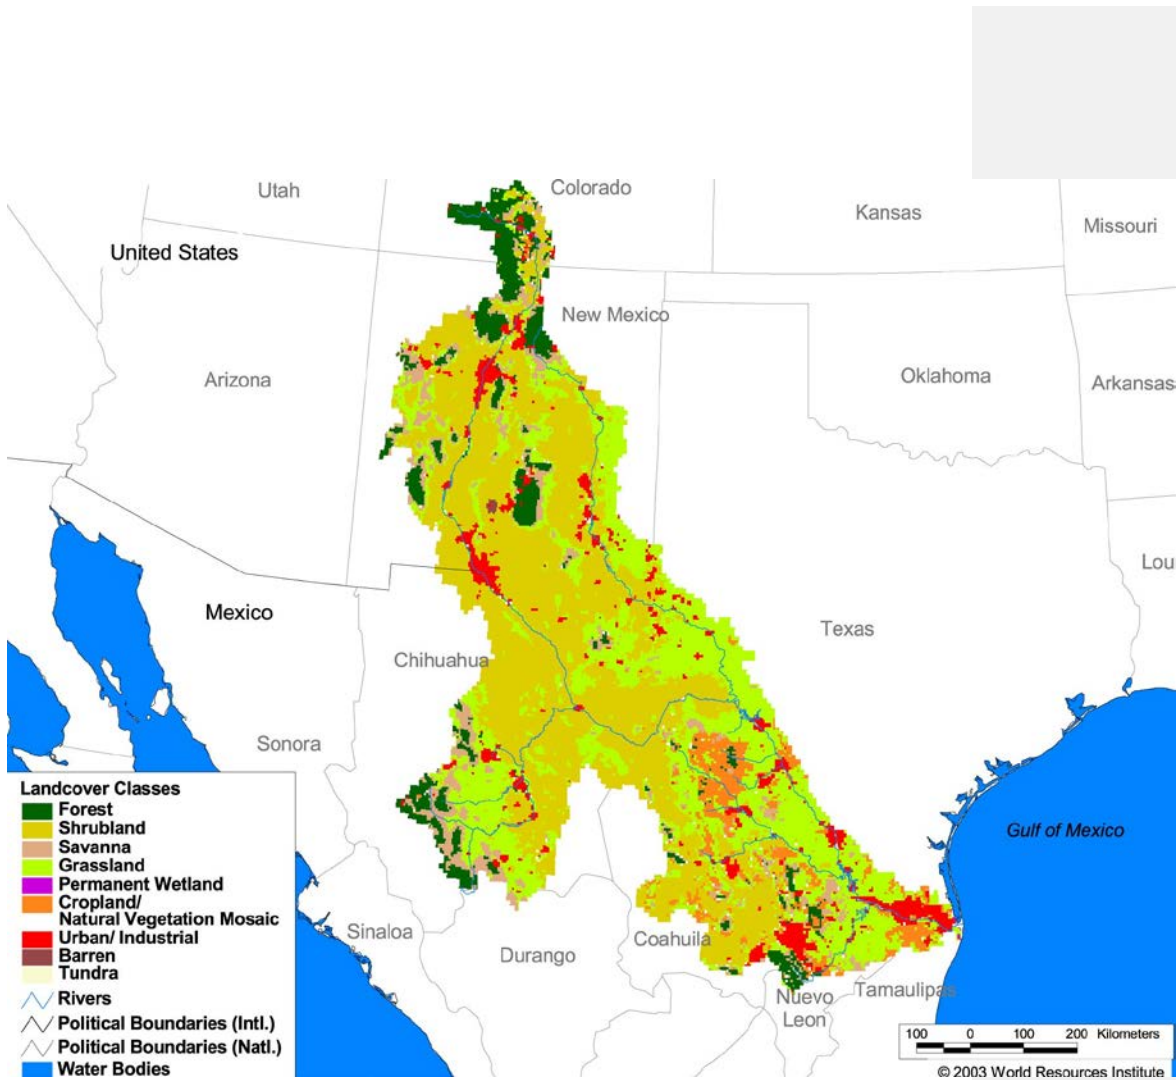 Utah
Colorado
Kansas
Missouri
United States
New Mexico
Arizona
Oklahoma
Arkansas
Lou
Mexico
Texas
Chihuahua
Sonora
Gulf of Mexico
Sinaloa
Durango
Coahuila
Nuevo
Leon
Tamaulipas
Landcover Classes
Forest
Shrubland
Savanna
Grassland
Permanent Wetland
Cropland/
Natural Vegetation Mosaic
Urban/ Industrial
Barren
Tundra
Rivers
Political Boundaries (Intl.)
Political Boundaries (Natl.)
Water Bodies
100 0 100 200 Kilometers
© 2003 World Resources Institute